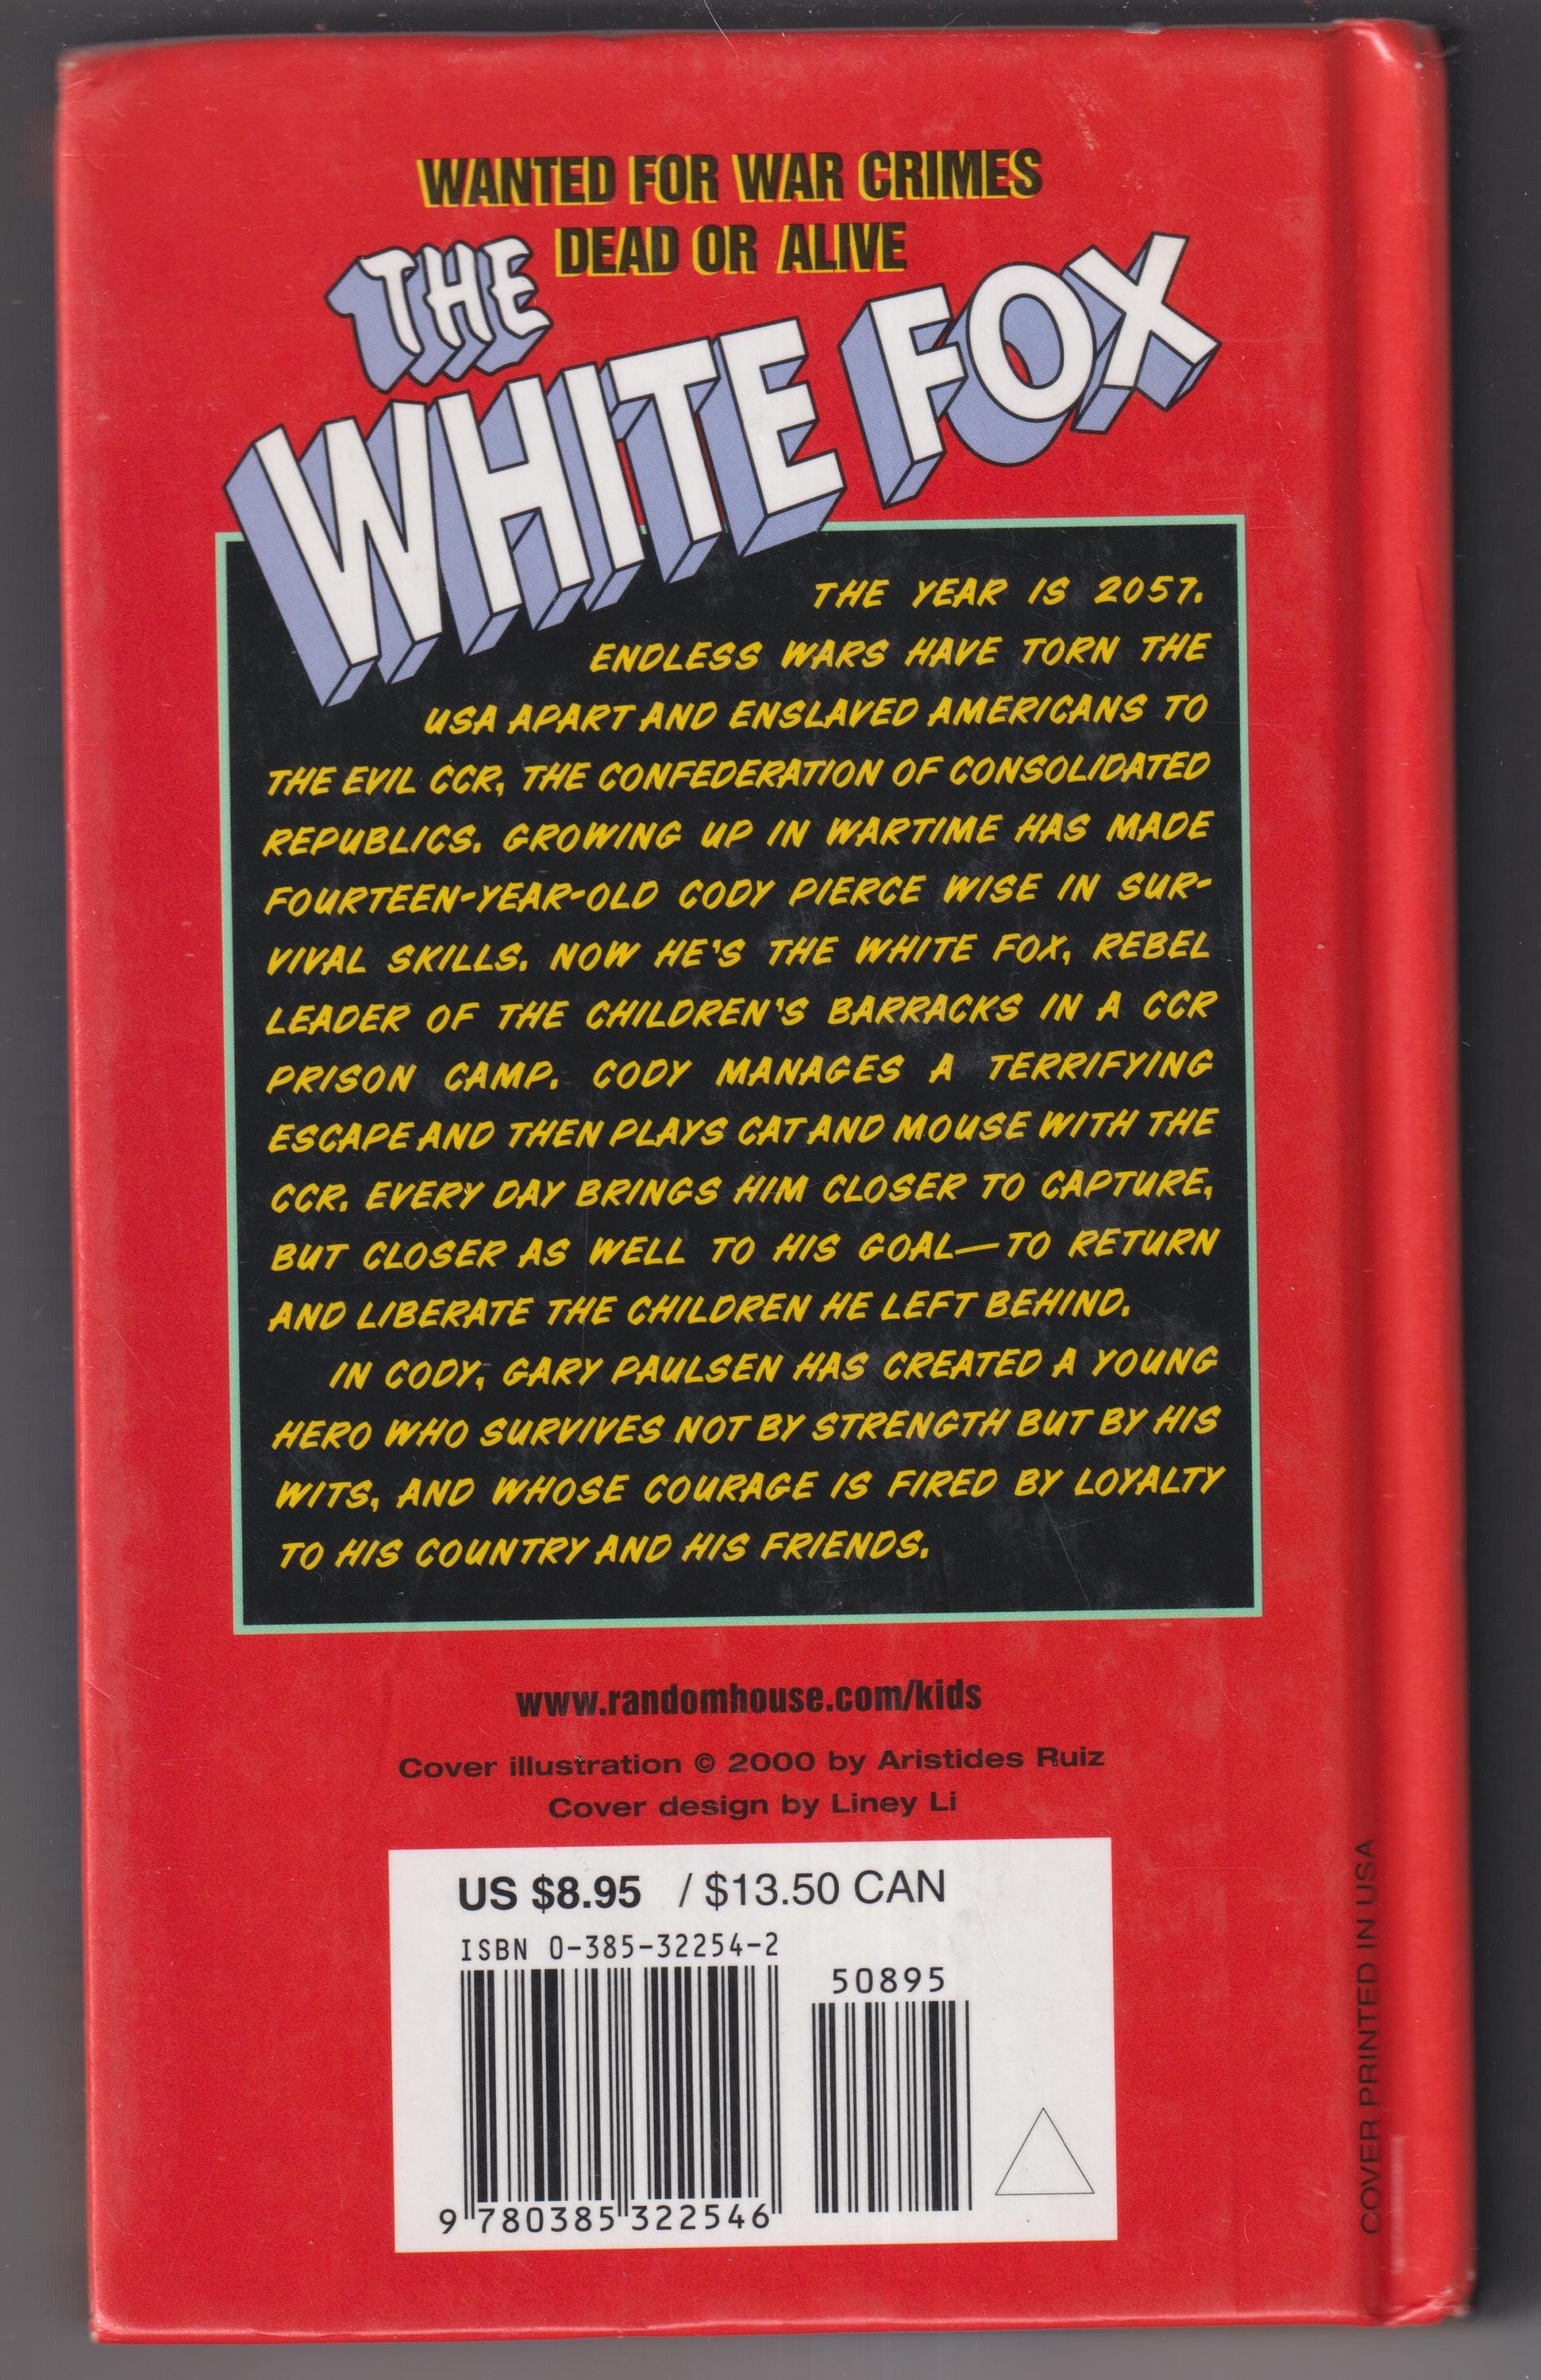 WANTED FOR WAR CRIMES
DEAD OR ALIVE
THE
WHITE FOX
THE YEAR IS 2057.
ENDLESS WARS HAVE TORN THE
USA APART AND ENSLAVED AMERICANS TO
THE EVIL CCR, THE CONFEDERATION OF CONSOLIDATED
REPUBLICS. GROWING UP IN WARTIME HAS MADE
FOURTEEN-YEAR-OLD CODY PIERCE WISE IN SUR-
VIVAL SKILLS. NOW HE'S THE WHITE FOX, REBEL
LEADER OF THE CHILDREN'S BARRACKS IN A CCR
PRISON CAMP. CODY MANAGES A TERRIFYING
ESCAPE AND THEN PLAYS CAT AND MOUSE WITH THE
CCR. EVERY DAY BRINGS HIM CLOSER TO CAPTURE,
BUT CLOSER AS WELL TO HIS GOAL—TO RETURN
AND LIBERATE THE CHILDREN HE LEFT BEHIND.
IN CODY, GARY PAULSEN HAS CREATED A YOUNG
HERO WHO SURVIVES NOT BY STRENGTH BUT BY HIS
WITS, AND WHOSE COURAGE IS FIRED BY LOYALTY
TO HIS COUNTRY AND HIS FRIENDS.
www.randomhouse.com/kids
Cover illustration © 2000 by Aristides Ruiz
Cover design by Liney Li
US $8.95 / $13.50 CAN
ISBN 0-385-32254-2
50895
9 780385 322546
COVER PRINTED IN USA